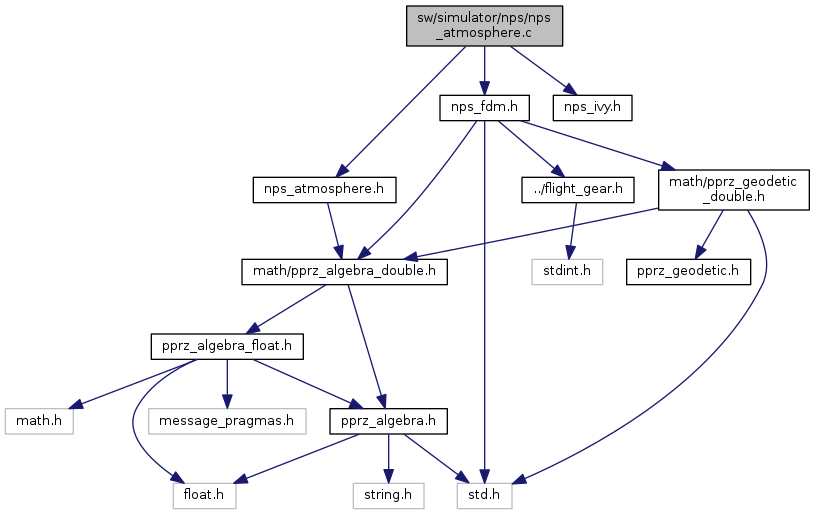 sw/simulator/nps/nps
_atmosphere.c
nps_fdm.h
nps_ivy.h
nps_atmosphere.h
../flight_gear.h
math/pprz_geodetic
_double.h
math/pprz_algebra_double.h
stdint.h
pprz_geodetic.h
pprz_algebra_float.h
math.h
message_pragmas.h
pprz_algebra.h
float.h
string.h
std.h